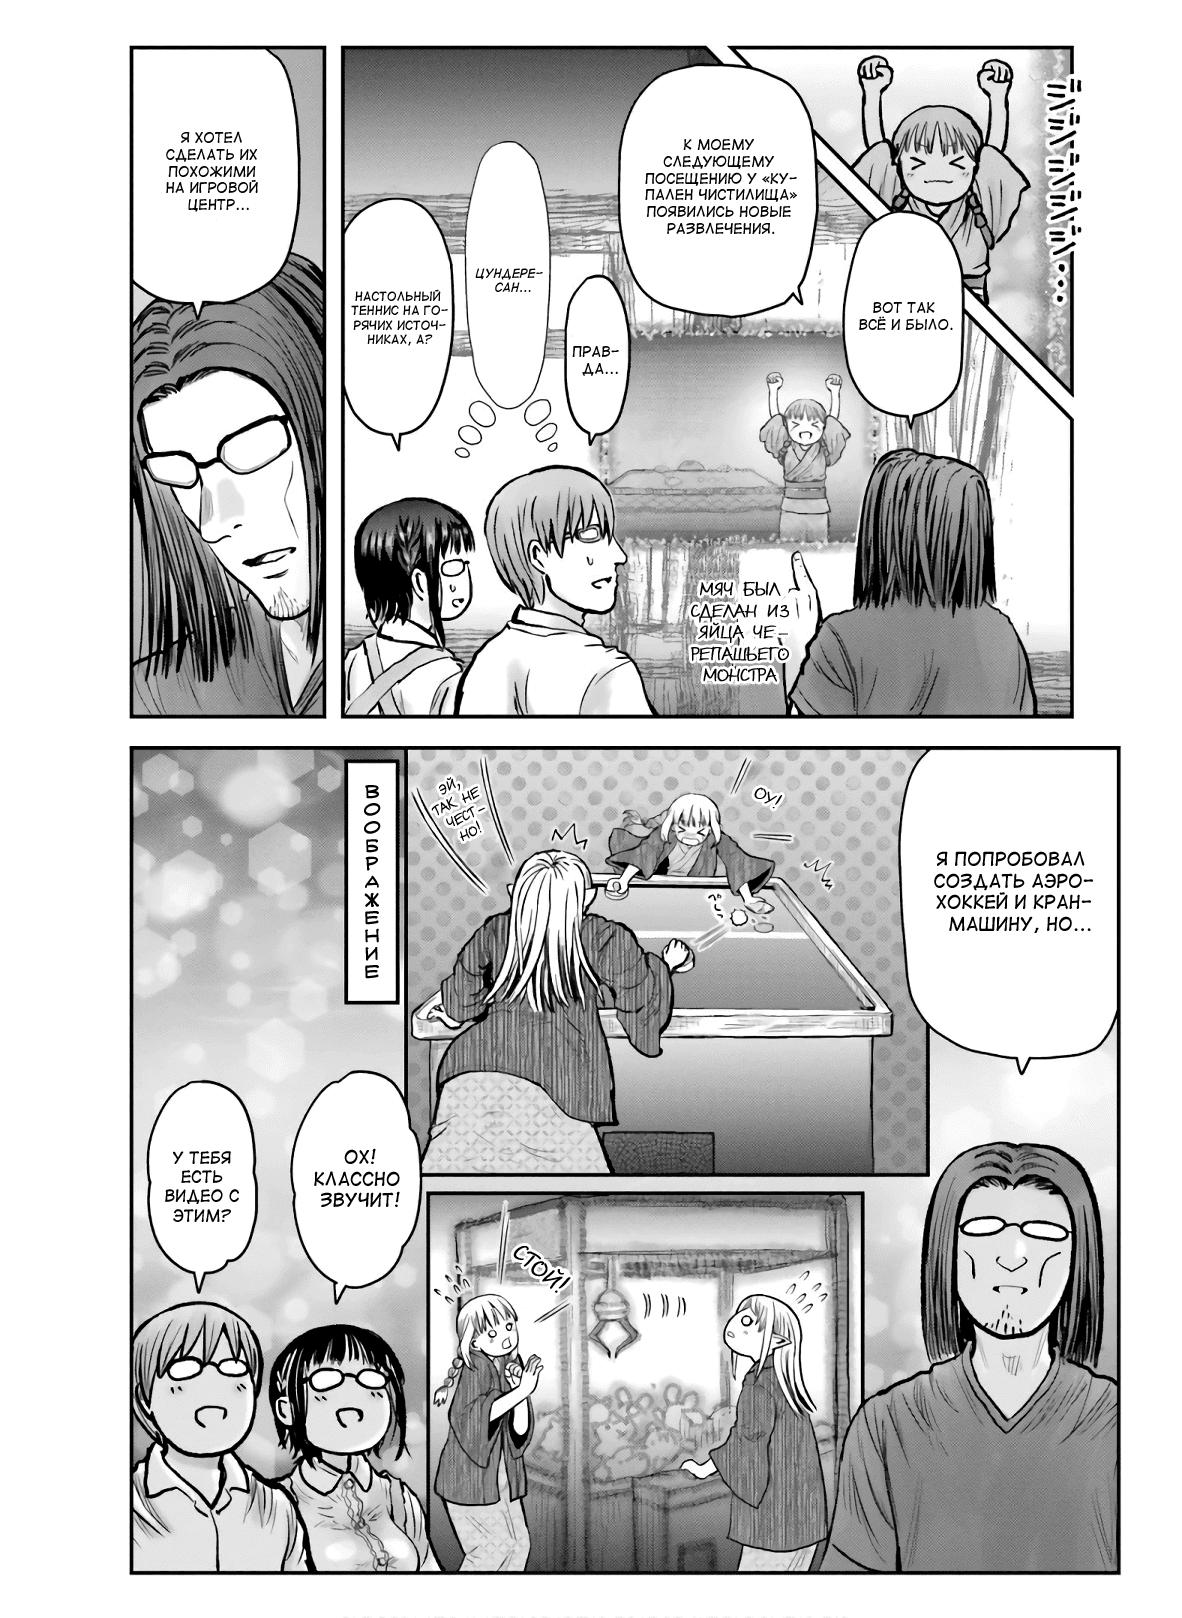 ВОТ ТАК
ВСЁ И БЫЛО.
К МОЕМУ
СЛЕДУЮЩЕМУ
ПОСЕЩЕНИЮ У «КУ-
ПАЛЕН ЧИСТИЛИЩА»
ПОЯВИЛИСЬ НОВЫЕ
РАЗВЛЕЧЕНИЯ.
ПРАВ-
ДА...
ЦУНДЕРЕ-
САН...
НАСТОЛЬНЫЙ
ТЕННИС НА ГО-
РЯЧИХ ИСТОЧ-
НИКАХ, А?
МЯЧ БЫЛ
СДЕЛАН ИЗ
ЯЙЦА ЧЕ-
РЕПАШЬЕГО
МОНСТРА
Я ХОТЕЛ
СДЕЛАТЬ ИХ
ПОХОЖИМИ
НА ИГРОВОЙ
ЦЕНТР...
Я ПОПРОБОВАЛ
СОЗДАТЬ АЭРО-
ХОККЕЙ И КРАН-
МАШИНУ, НО...
ОУ!
ЭЙ,
ТАК НЕ
ЧЕСТ-
НО!
ВООБРАЖЕНИЕ
СТОЙ!
ОХ!
КЛАССНО
ЗВУЧИТ!
У ТЕБЯ
ЕСТЬ
ВИДЕО С
ЭТИМ?